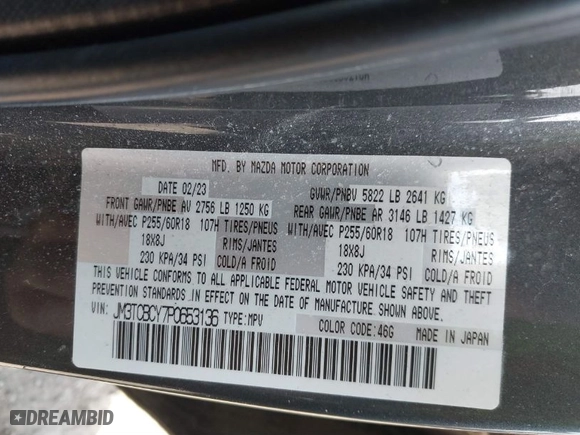 MFD. BY MAZDA MOTOR CORPORATION
DATE 02/23 GVWR/PNBV 5822 LB 2641 KG
FRONT GAWR/PNBE AV 2756 LB 1250 KG REAR GAWR/PNBE AR 3146 LB 1427 KG
WITH/AVEC P255/60R18 107H TIRES/PNEUS WITH/AVEC P255/60R18 107H TIRES/PNEUS
18X8J RIMS/JANTES 18X8J RIMS/JANTES
230 KPA/34 PSI COLD/A FROID 230 KPA/34 PSI COLD/A FROID
THIS VEHICLE CONFORMS TO ALL APPLICABLE FEDERAL MOTOR VEHICLE SAFETY AND THEFT
PREVENTION STANDARDS IN EFFECT ON THE DATE OF MANUFACTURE SHOWN ABOVE.
VIN: JM3TCBCY7P0653136 TYPE:MPV COLOR CODE:46G MADE IN JAPAN
DREAMBID